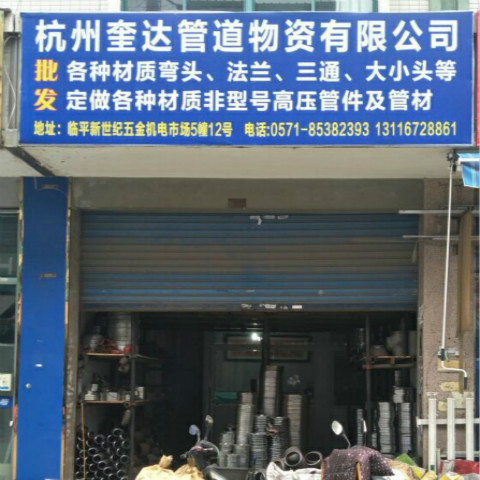 杭州奎达管道物资有限公司
批发
各种材质弯头、法兰、三通、大小头等
定做各种材质非型号高压管件及管材
地址：临平新世纪五金机电市场5幢12号 电话:0571-85382393 13116728861